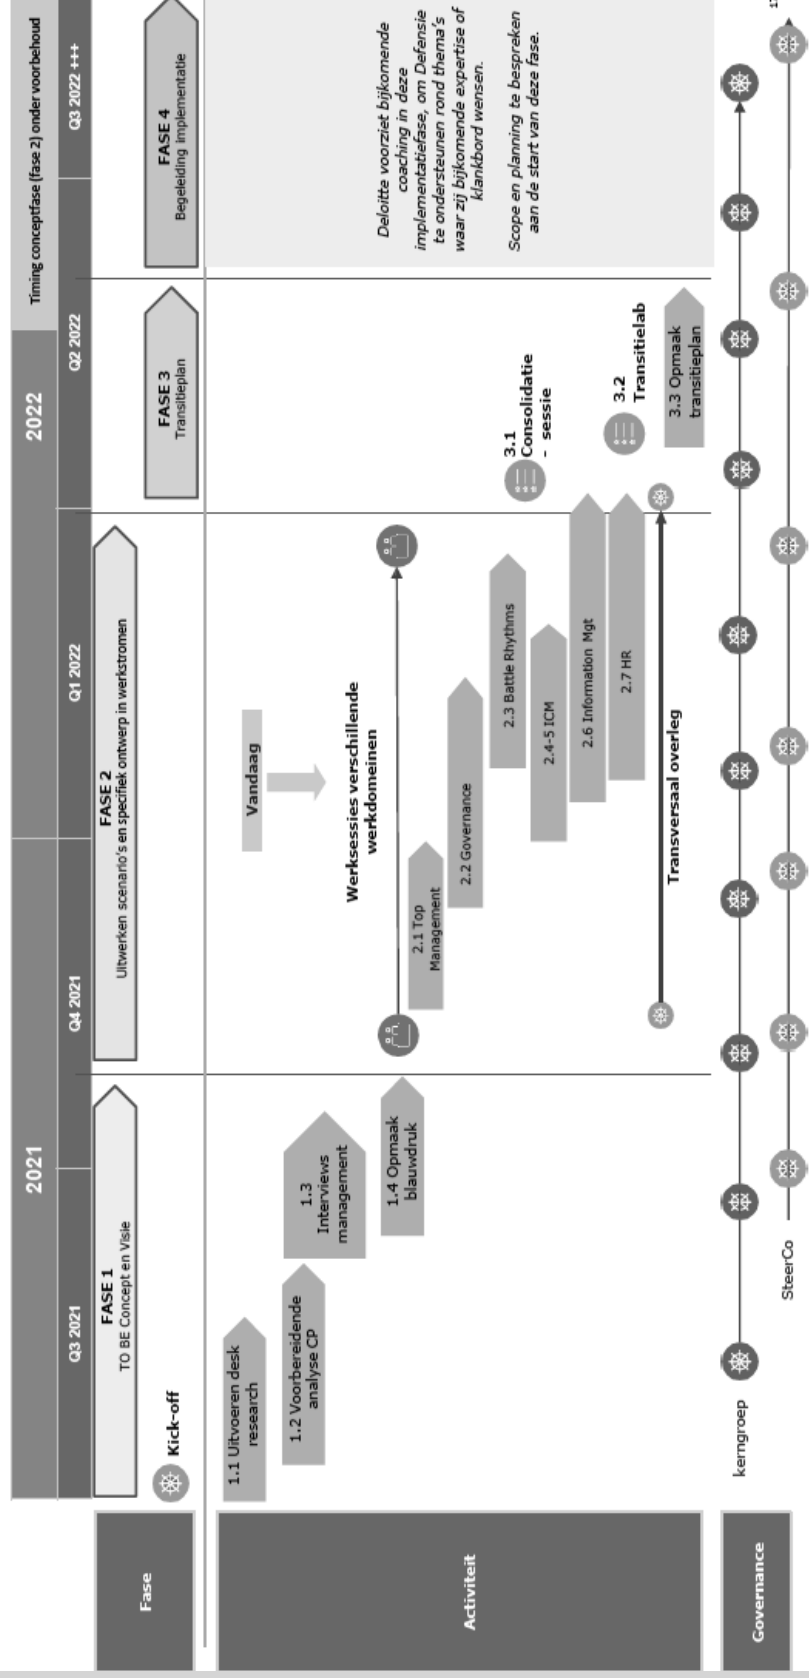 Timing conceptfase (fase 2) onder voorbehoud
2021
2022
Q3 2021
Q4 2021
Q1 2022
Q2 2022
Q3 2022 +++
Fase
FASE 1
TO BE Concept en Visie
FASE 2
Uitwerken scenario's en specifiek ontwerp in werkstromen
FASE 3
Transitieplan
FASE 4
Begeleiding implementatie
Kick-off
Activiteit
1.1 Uitvoeren desk
research
1.2 Voorbereidende
analyse CP
1.3
Interviews
management
1.4 Opmaak
blauwdruk
Vandaag
Werksessies verschillende
werkdomeinen
2.1 Top
Management
2.2 Governance
2.3 Battle Rhythms
2.4-5 ICM
2.6 Information Mgt
2.7 HR
Transversaal overleg
3.1
Consolidatie
- sessie
3.2
Transitielab
3.3 Opmaak
transitieplan
Deloitte voorziet bijkomende
coaching in deze
implementatiefase, om Defensie
te ondersteunen rond thema's
waar zij bijkomende expertise of
klankbord wensen.
Scope en planning te bespreken
aan de start van deze fase.
Governance
kerngroep
SteerCo